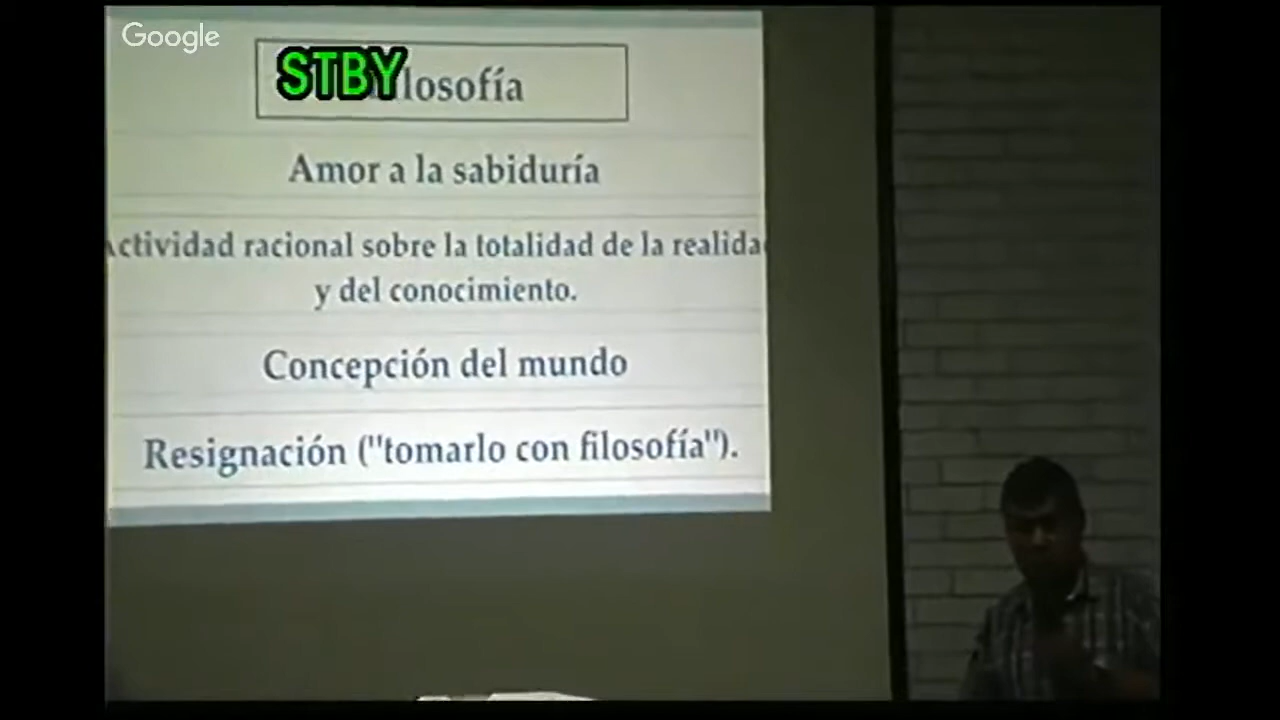 Google
STBY
losofía
Amor a la sabiduría
ctividad racional sobre la totalidad de la realida
y del conocimiento.
Concepción del mundo
Resignación ("tomarlo con filosofía").